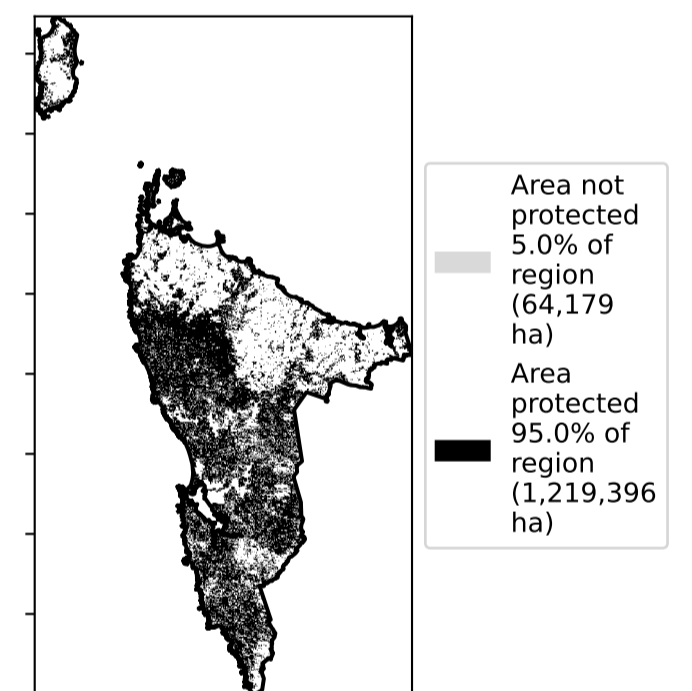 Area not
protected
5.0% of
region
(64,179
ha)
Area
protected
95.0% of
region
(1,219,396
ha)